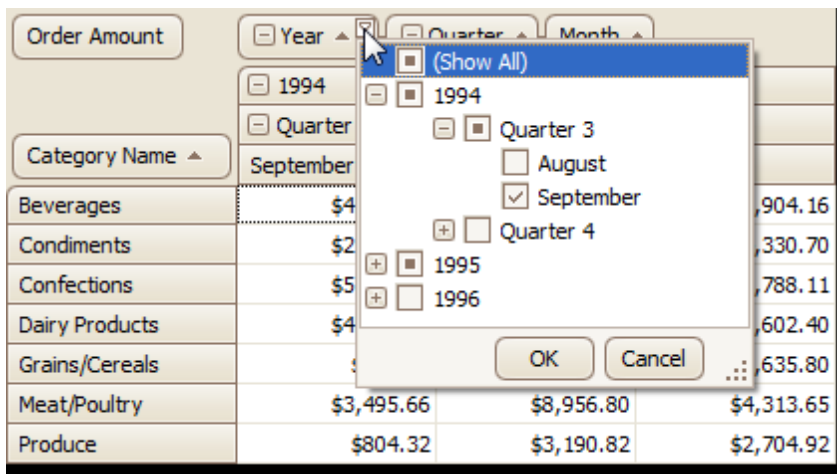 Order Amount Year Quarter Month
(Show All)
1994 1994
Quarter Quarter 3
Category Name August
September September
Beverages $4 ,904.16
Quarter 4
Condiments $2 ,330.70
1995
Confections $5 ,788.11
1996
Dairy Products $4 ,602.40
OK Cancel
Grains/Cereals ,635.80
Meat/Poultry $3,495.66 $8,956.80 $4,313.65
Produce $804.32 $3,190.82 $2,704.92